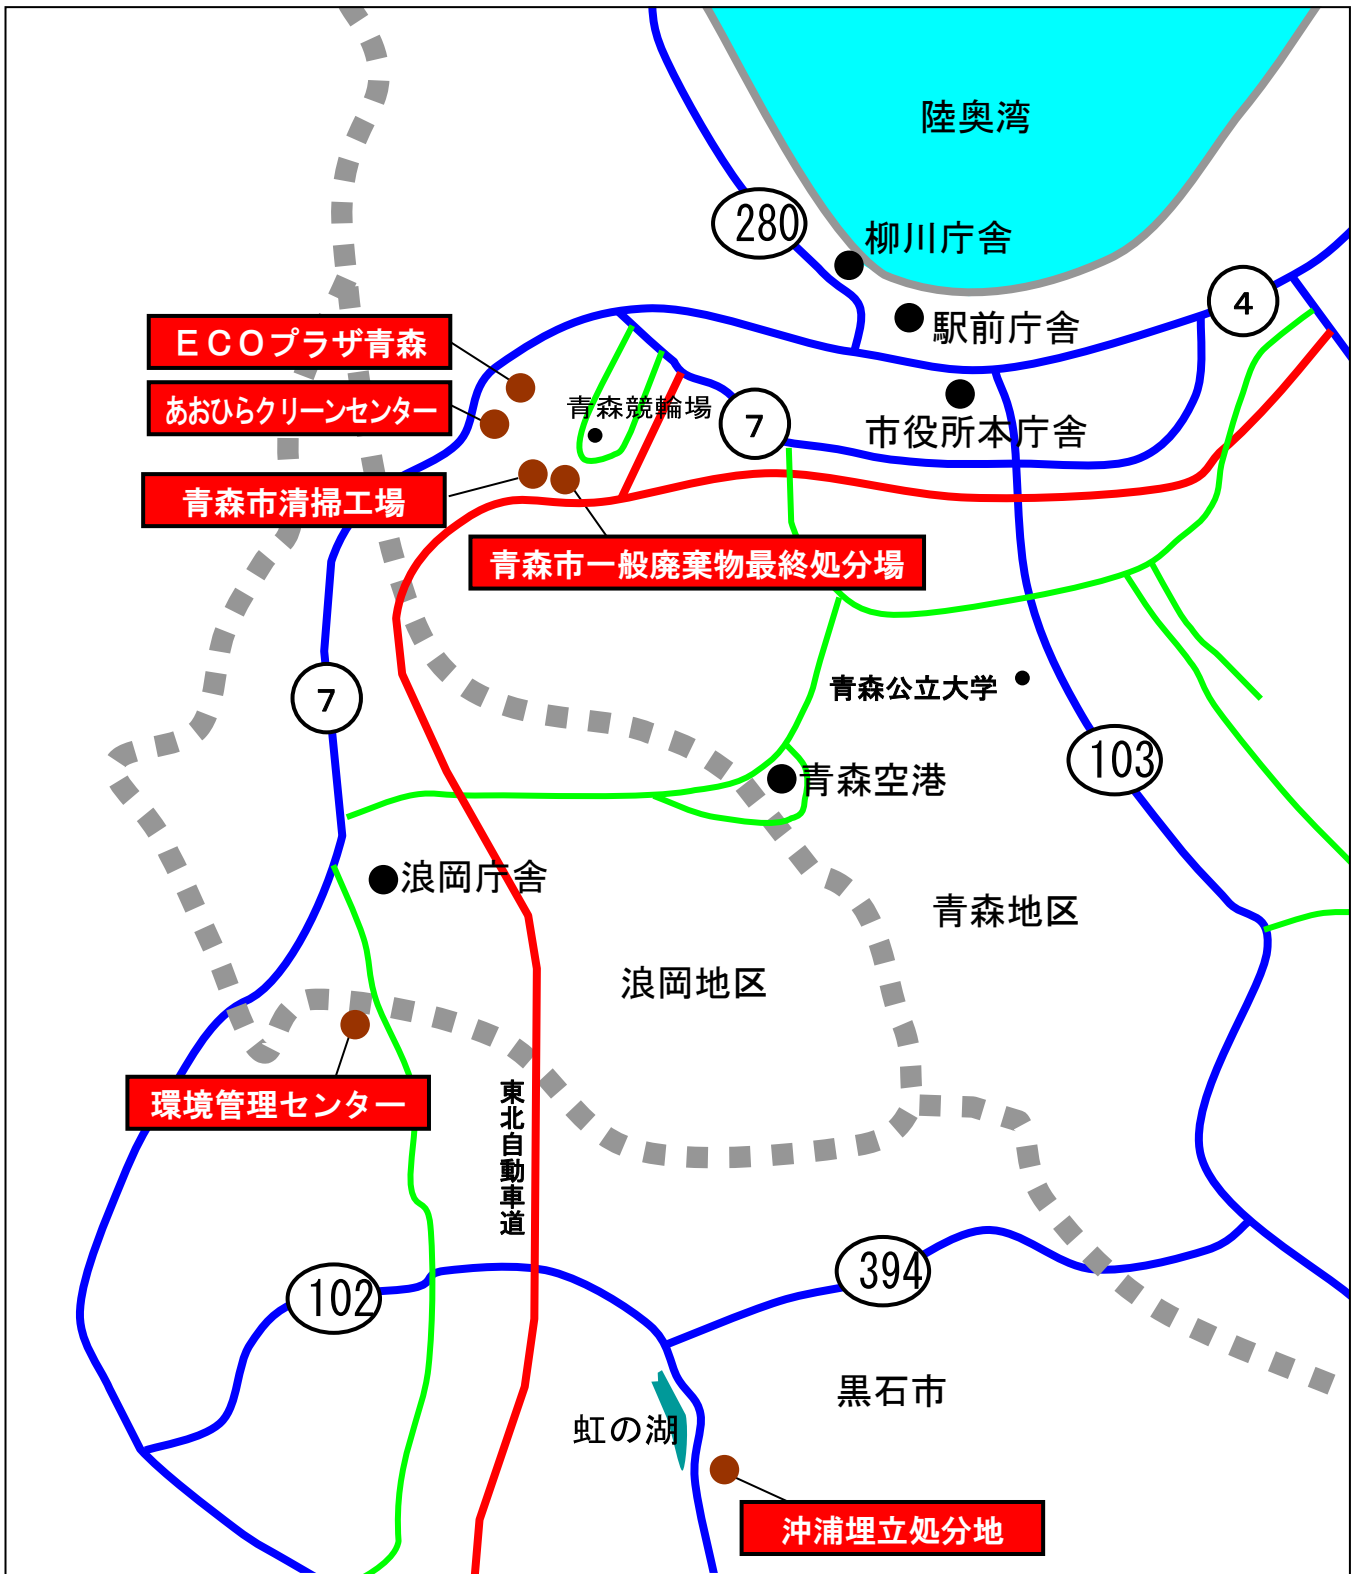 陸奥湾
280
柳川庁舎
4
駅前庁舎
ECOプラザ青森
あおひらクリーンセンター
青森競輪場
7
市役所本庁舎
青森市清掃工場
青森市一般廃棄物最終処分場
7
青森公立大学
103
青森空港
浪岡庁舎
青森地区
浪岡地区
環境管理センター
東北自動車道
394
102
黒石市
虹の湖
沖浦埋立処分地